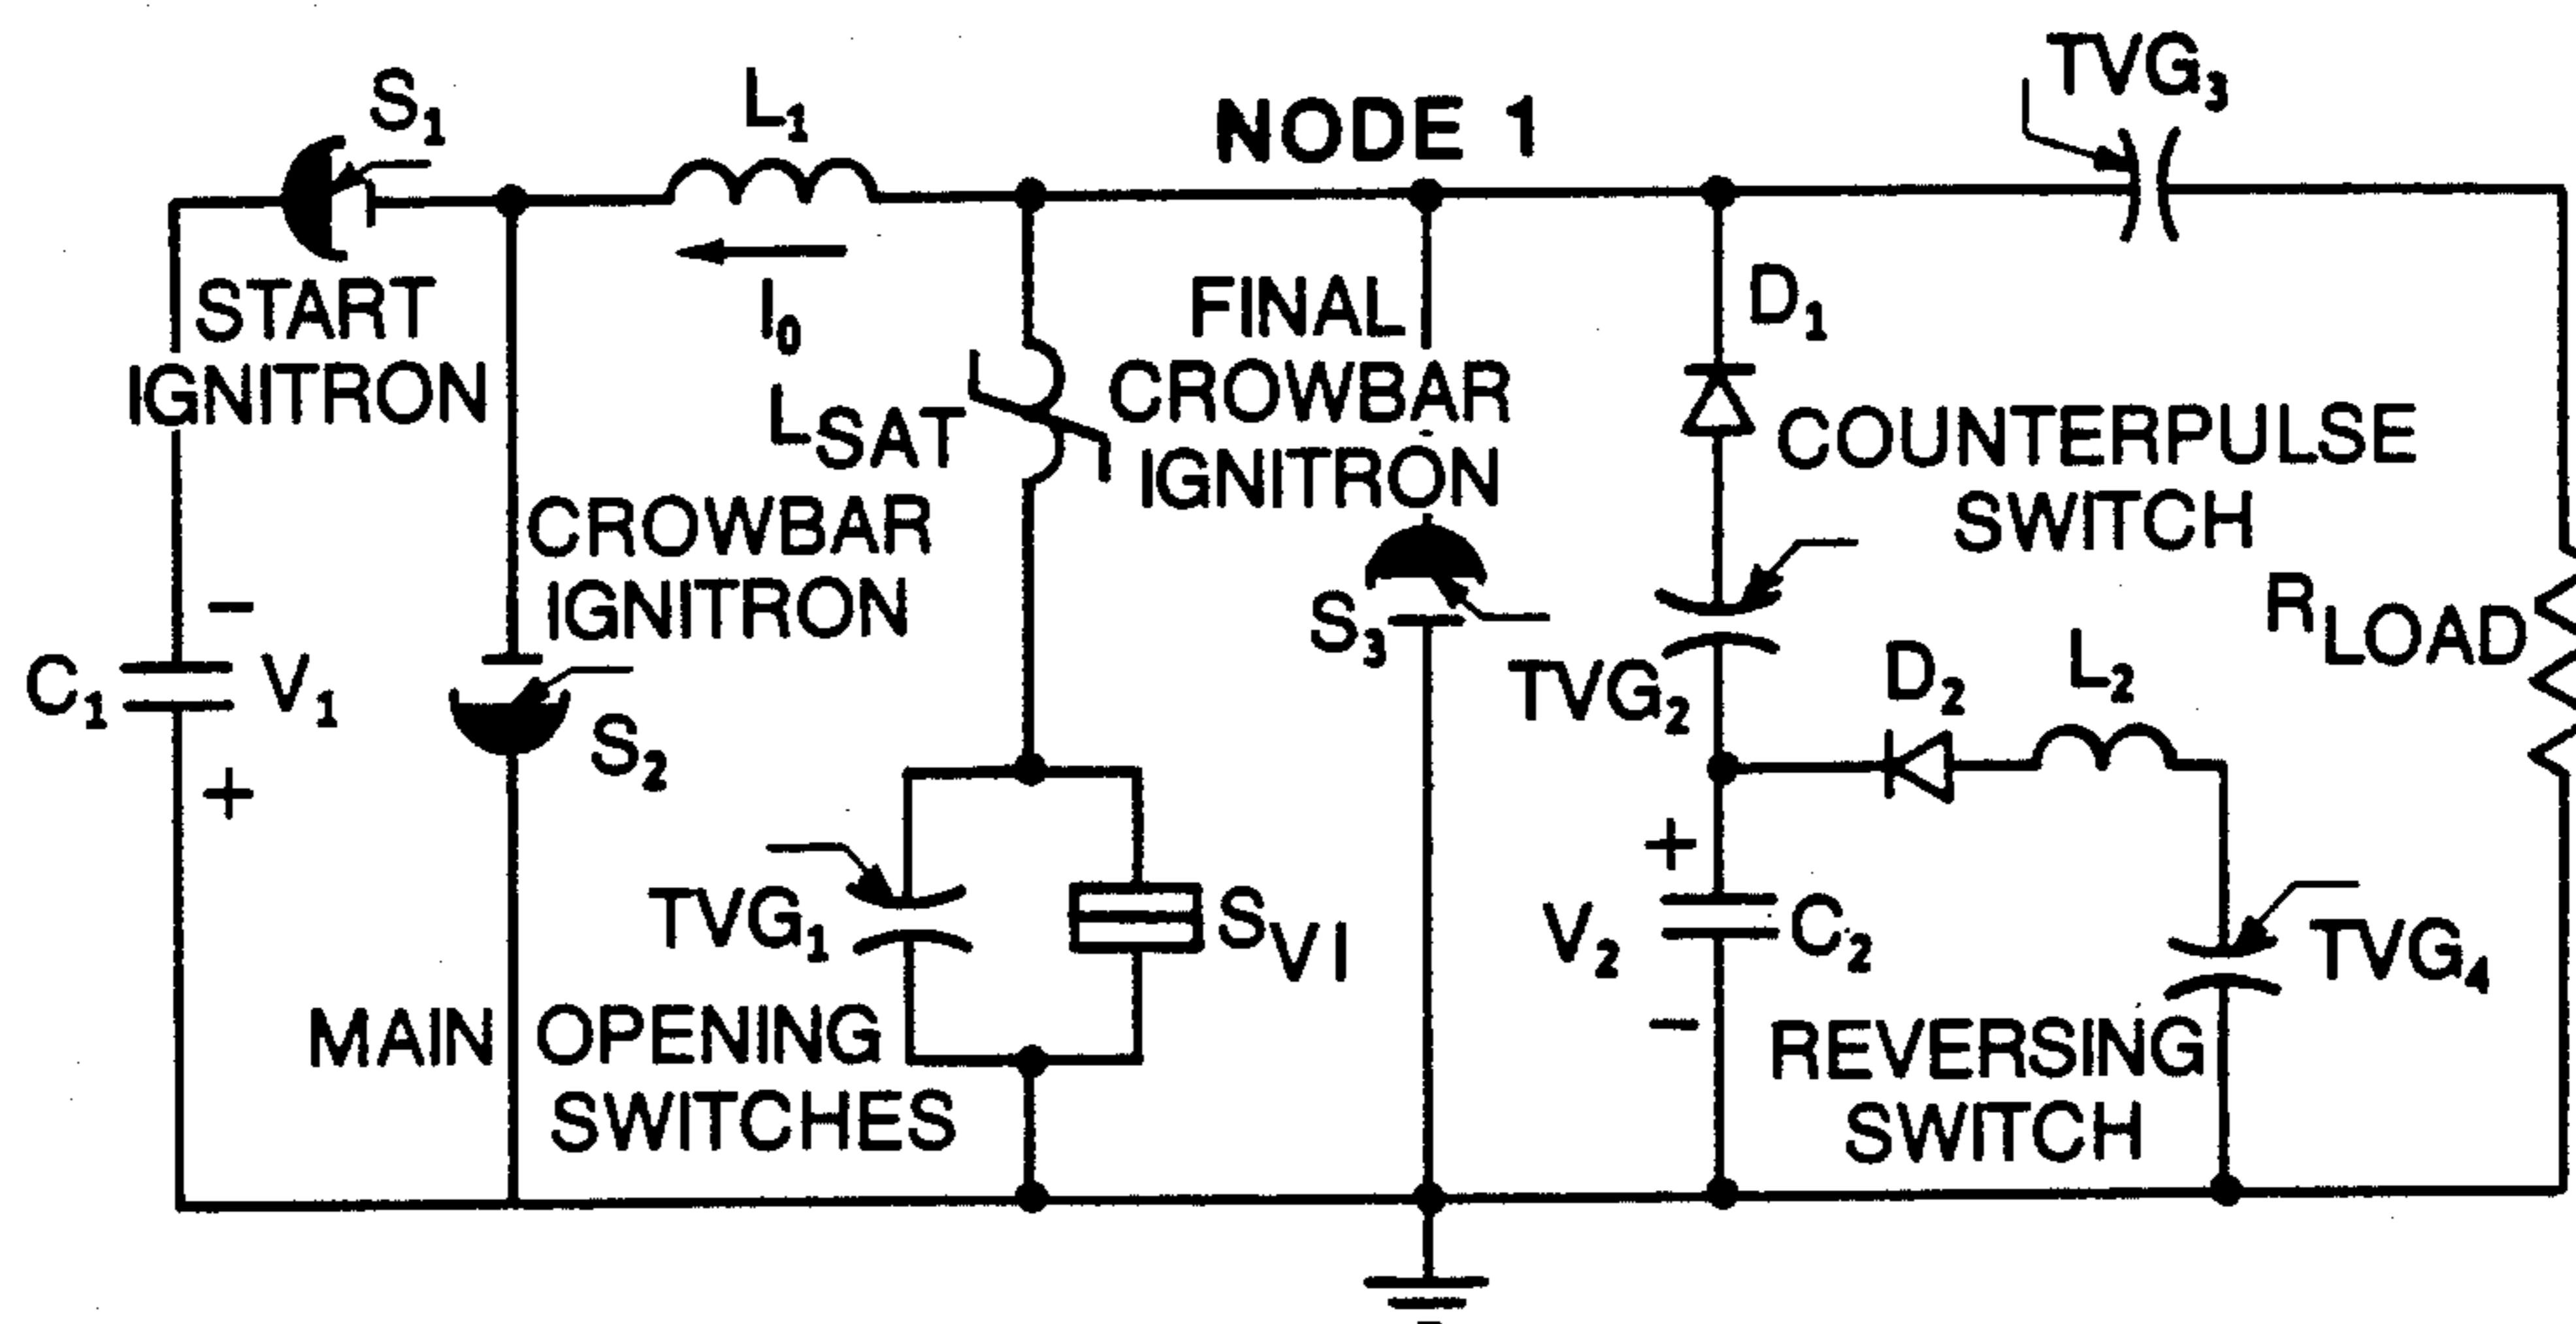 S1
L1
NODE 1
TVG3
START
IGNITRON
I0
LSAT
FINAL
CROWBAR
IGNITRON
D1
COUNTERPULSE
SWITCH
CROWBAR
IGNITRON
S2
C1
−
V1
+
S3
TVG2
D2
L2
RLOAD
TVG1
SVI
MAIN OPENING
SWITCHES
+
V2
−
C2
TVG4
REVERSING
SWITCH